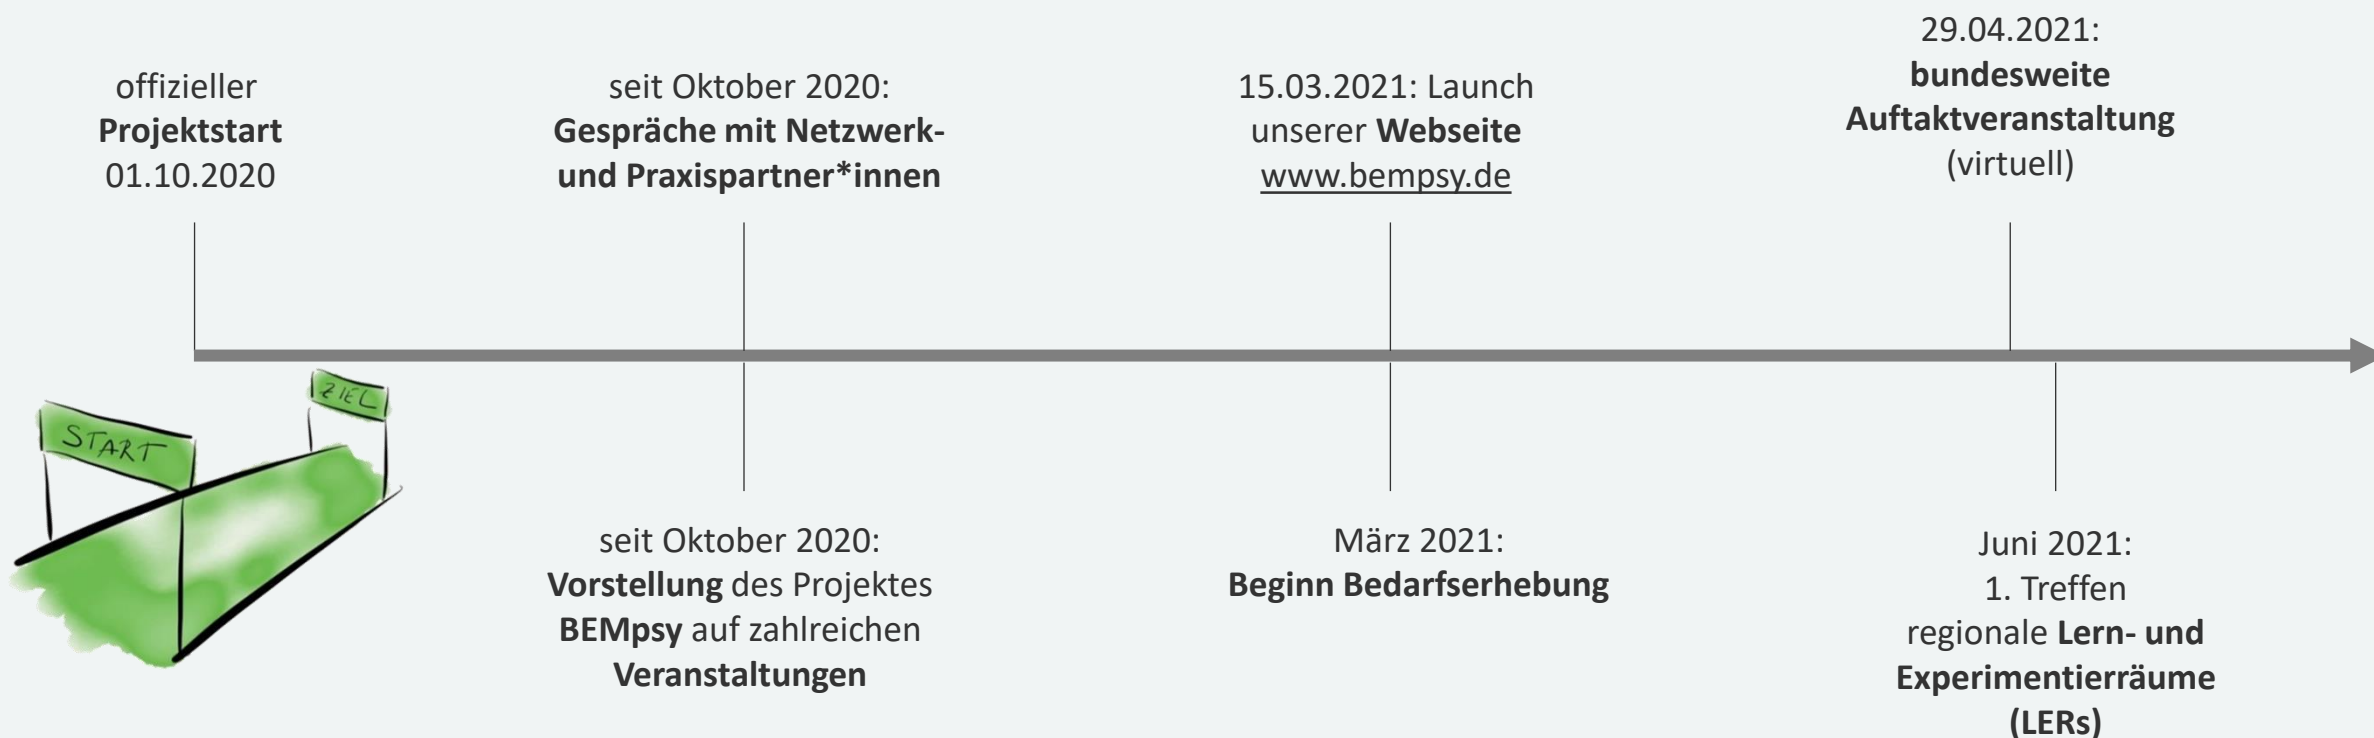 offizieller
Projektstart
01.10.2020
seit Oktober 2020:
Gespräche mit Netzwerk-
und Praxispartner*innen
15.03.2021: Launch
unserer Webseite
www.bempsy.de
29.04.2021:
bundesweite
Auftaktveranstaltung
(virtuell)
START
ZIEL
seit Oktober 2020:
Vorstellung des Projektes
BEMpsy auf zahlreichen
Veranstaltungen
März 2021:
Beginn Bedarfserhebung
Juni 2021:
1. Treffen
regionale Lern- und
Experimentierräume
(LERs)